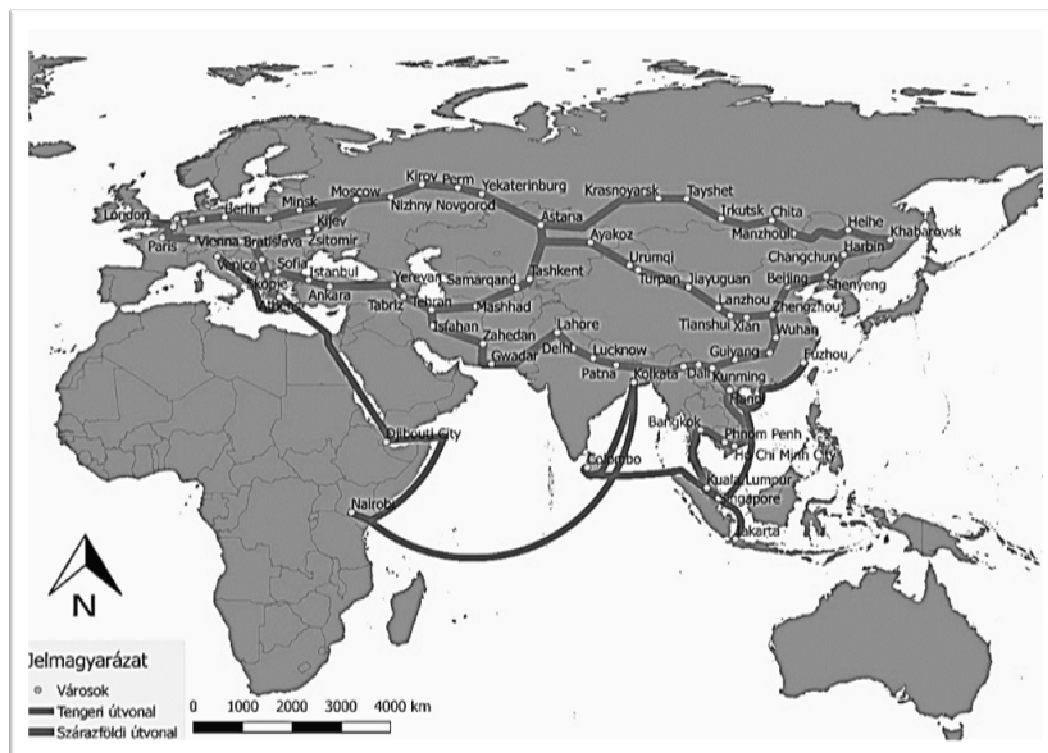 Kirov
Perm
Yekaterinburg
Moscow
Nizhny Novgorod
Krasnoyarsk
Tayshet
Minsk
Berlin
London
Paris
Kijev
Zsitomir
Vienna
Bratislava
Venice
Sofia
Skopje
Istanbul
Ankara
Yerevan
Tabriz
Tehran
Samarqand
Tashkent
Mashhad
Isfahan
Zahedan
Gwadar
Astana
Ayakoz
Urumqi
Turpan
Jiayuguan
Lanzhou
Tianshui
Xian
Zhengzhou
Wuhan
Irkutsk
Chita
Manzhouli
Heihe
Khabarovsk
Harbin
Changchun
Beijing
Shenyeng
Lahore
Delhi
Lucknow
Patna
Kolkata
Dali
Guiyang
Kunming
Fuzhou
Hanoi
Bangkok
Phnom Penh
Ho Chi Minh City
Colombo
Kuala Lumpur
Singapore
Jakarta
Djibouti City
Nairobi
N
Jelmagyarázat
Városok
Tengeri útvonal
Szárazföldi útvonal
0 1000 2000 3000 4000 km